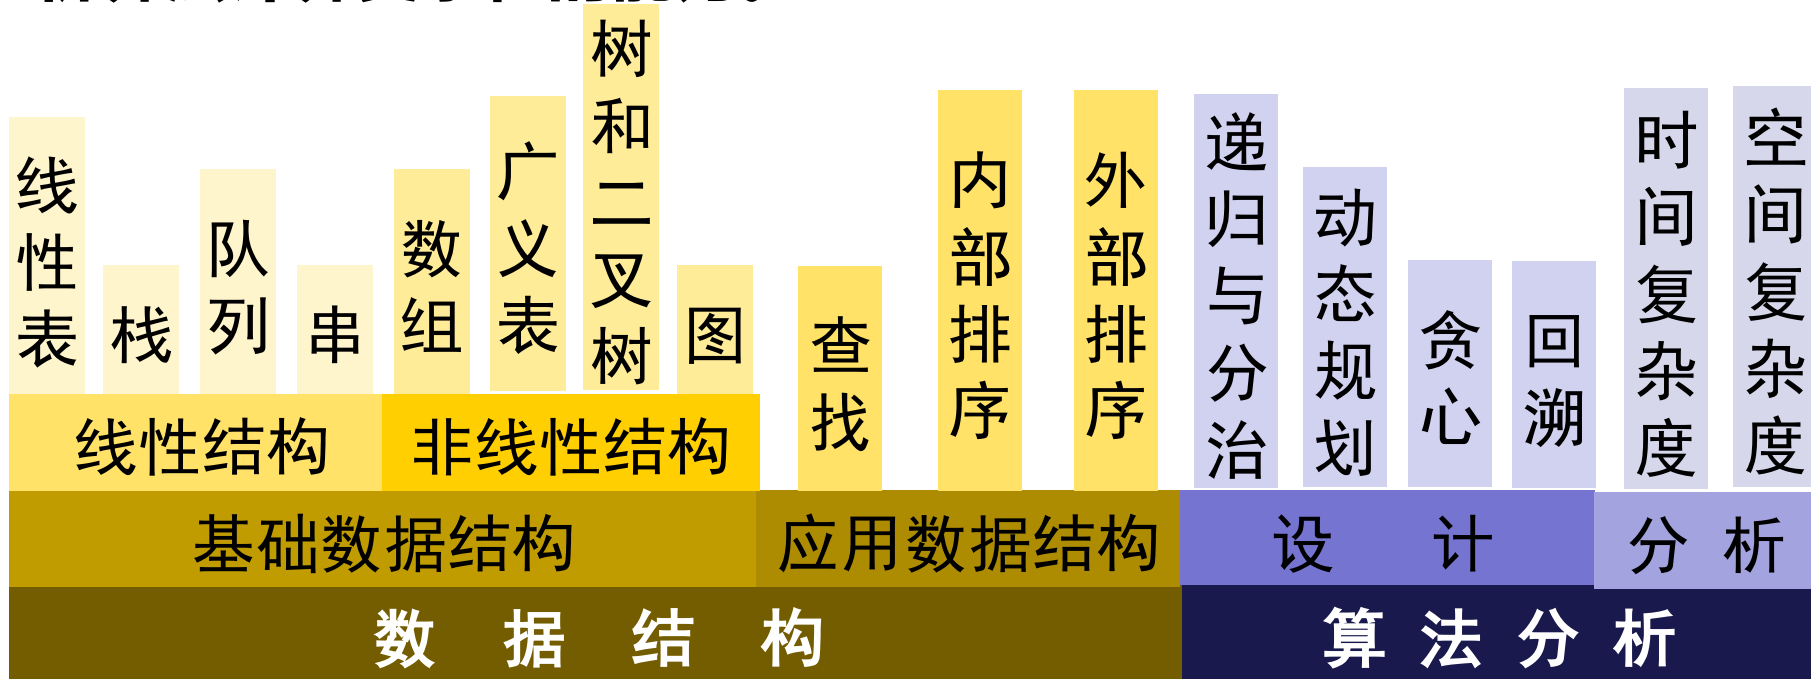 线性表
栈
队列
串
数组
广义表
树和二叉树
图
查找
内部排序
外部排序
递归与分治
动态规划
贪心
回溯
时间复杂度
空间复杂度
线性结构
非线性结构
基础数据结构
应用数据结构
设 计
分 析
数 据 结 构
算 法 分 析